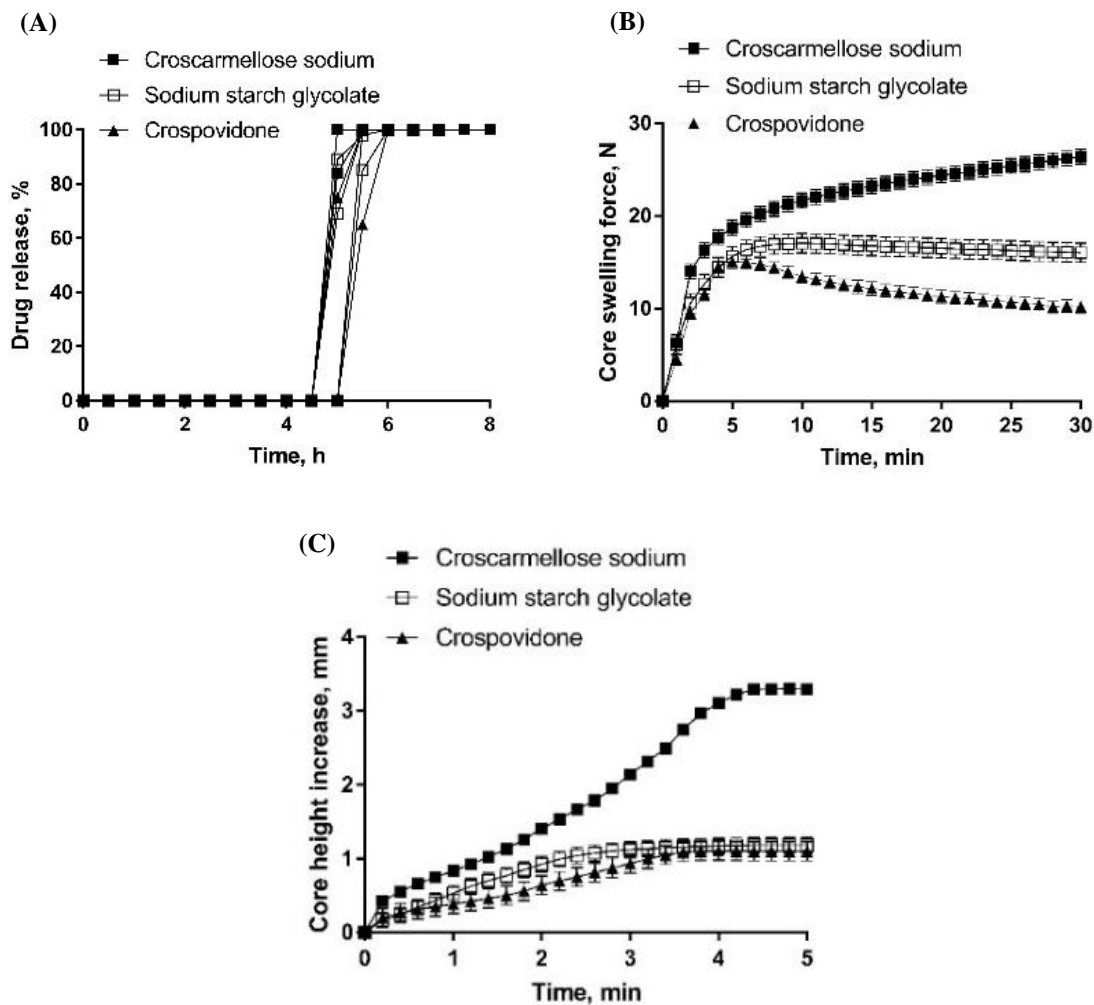 (A)
Croscarmellose sodium
Sodium starch glycolate
Crospovidone
100
80
60
40
20
0
Drug release, %
0 2 4 6 8
Time, h
(B)
Croscarmellose sodium
Sodium starch glycolate
Crospovidone
30
20
10
0
Core swelling force, N
0 5 10 15 20 25 30
Time, min
(C)
Croscarmellose sodium
Sodium starch glycolate
Crospovidone
4
3
2
1
0
Core height increase, mm
0 1 2 3 4 5
Time, min